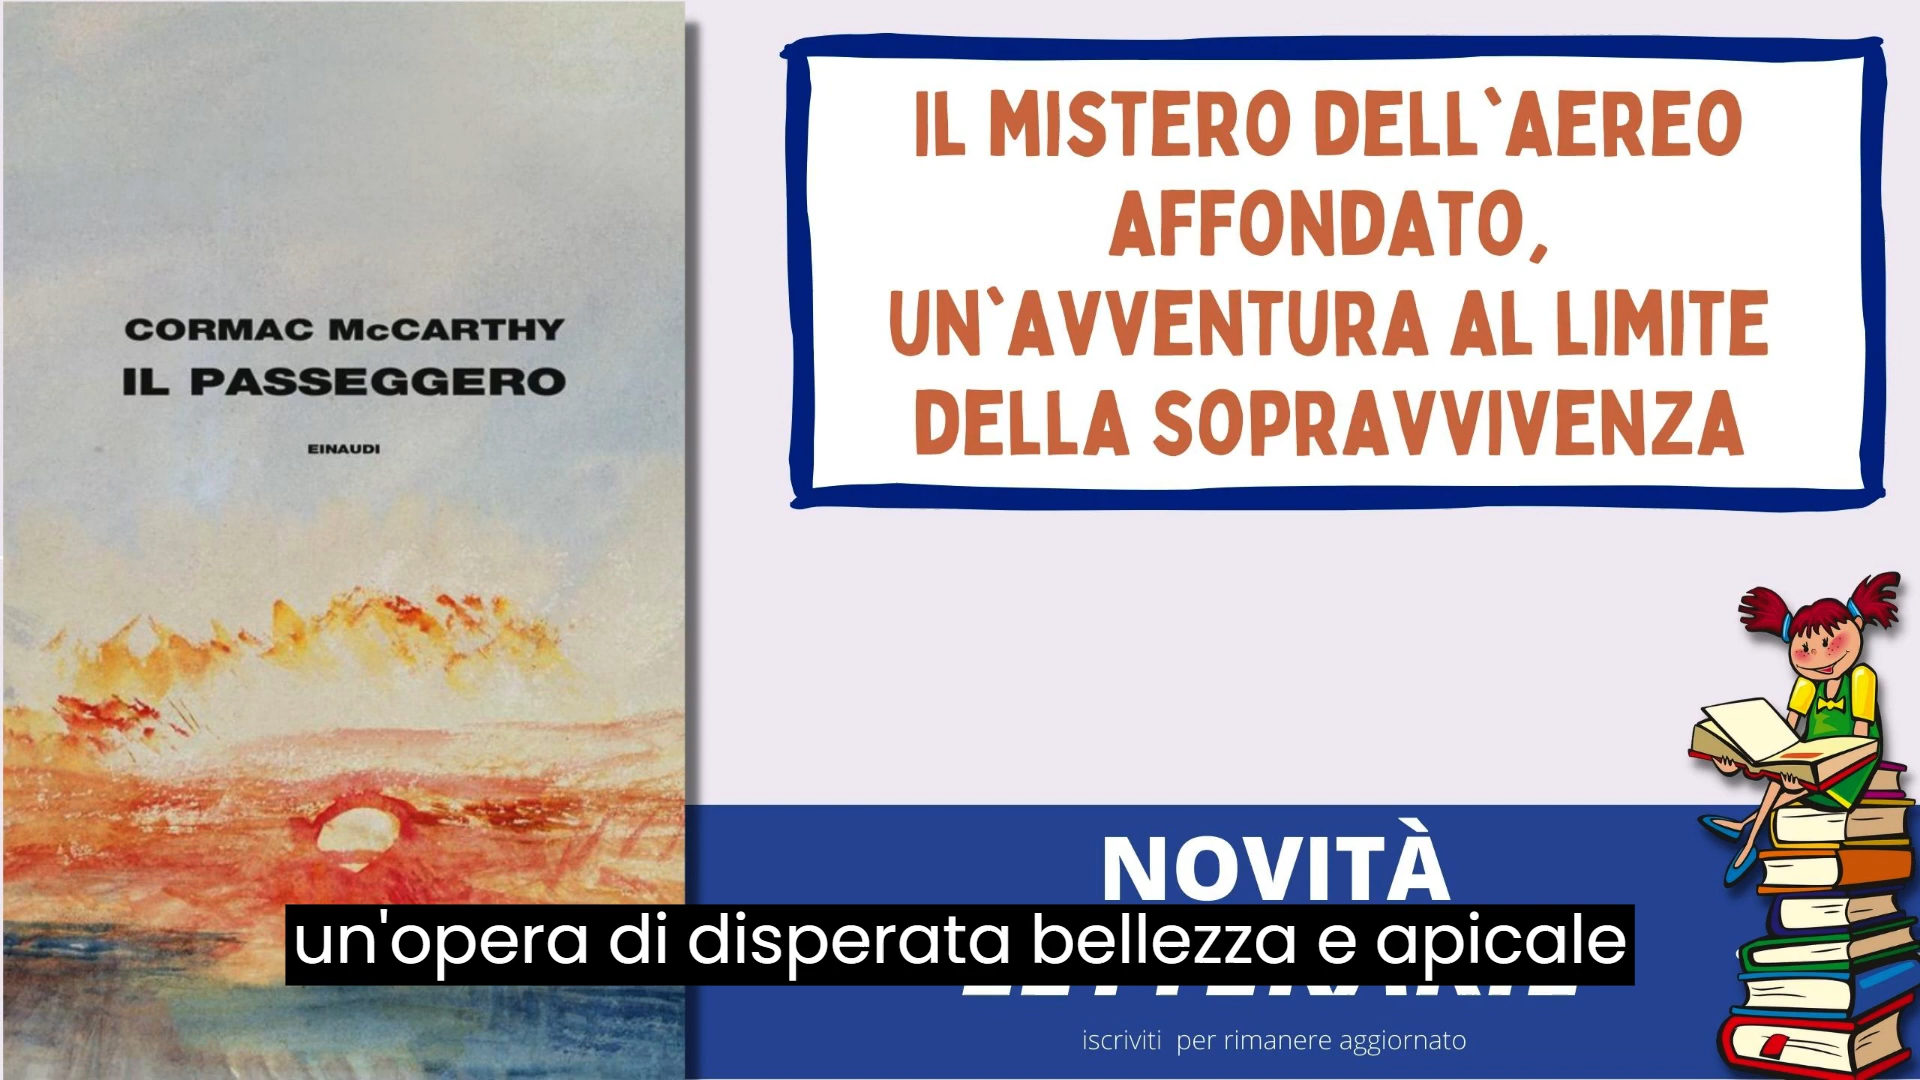 CORMAC McCARTHY
IL PASSEGGERO
EINAUDI
IL MISTERO DELL`AEREO
AFFONDATO,
UN`AVVENTURA AL LIMITE
DELLA SOPRAVVIVENZA
NOVITÀ
un'opera di disperata bellezza e apicale
iscriviti per rimanere aggiornato